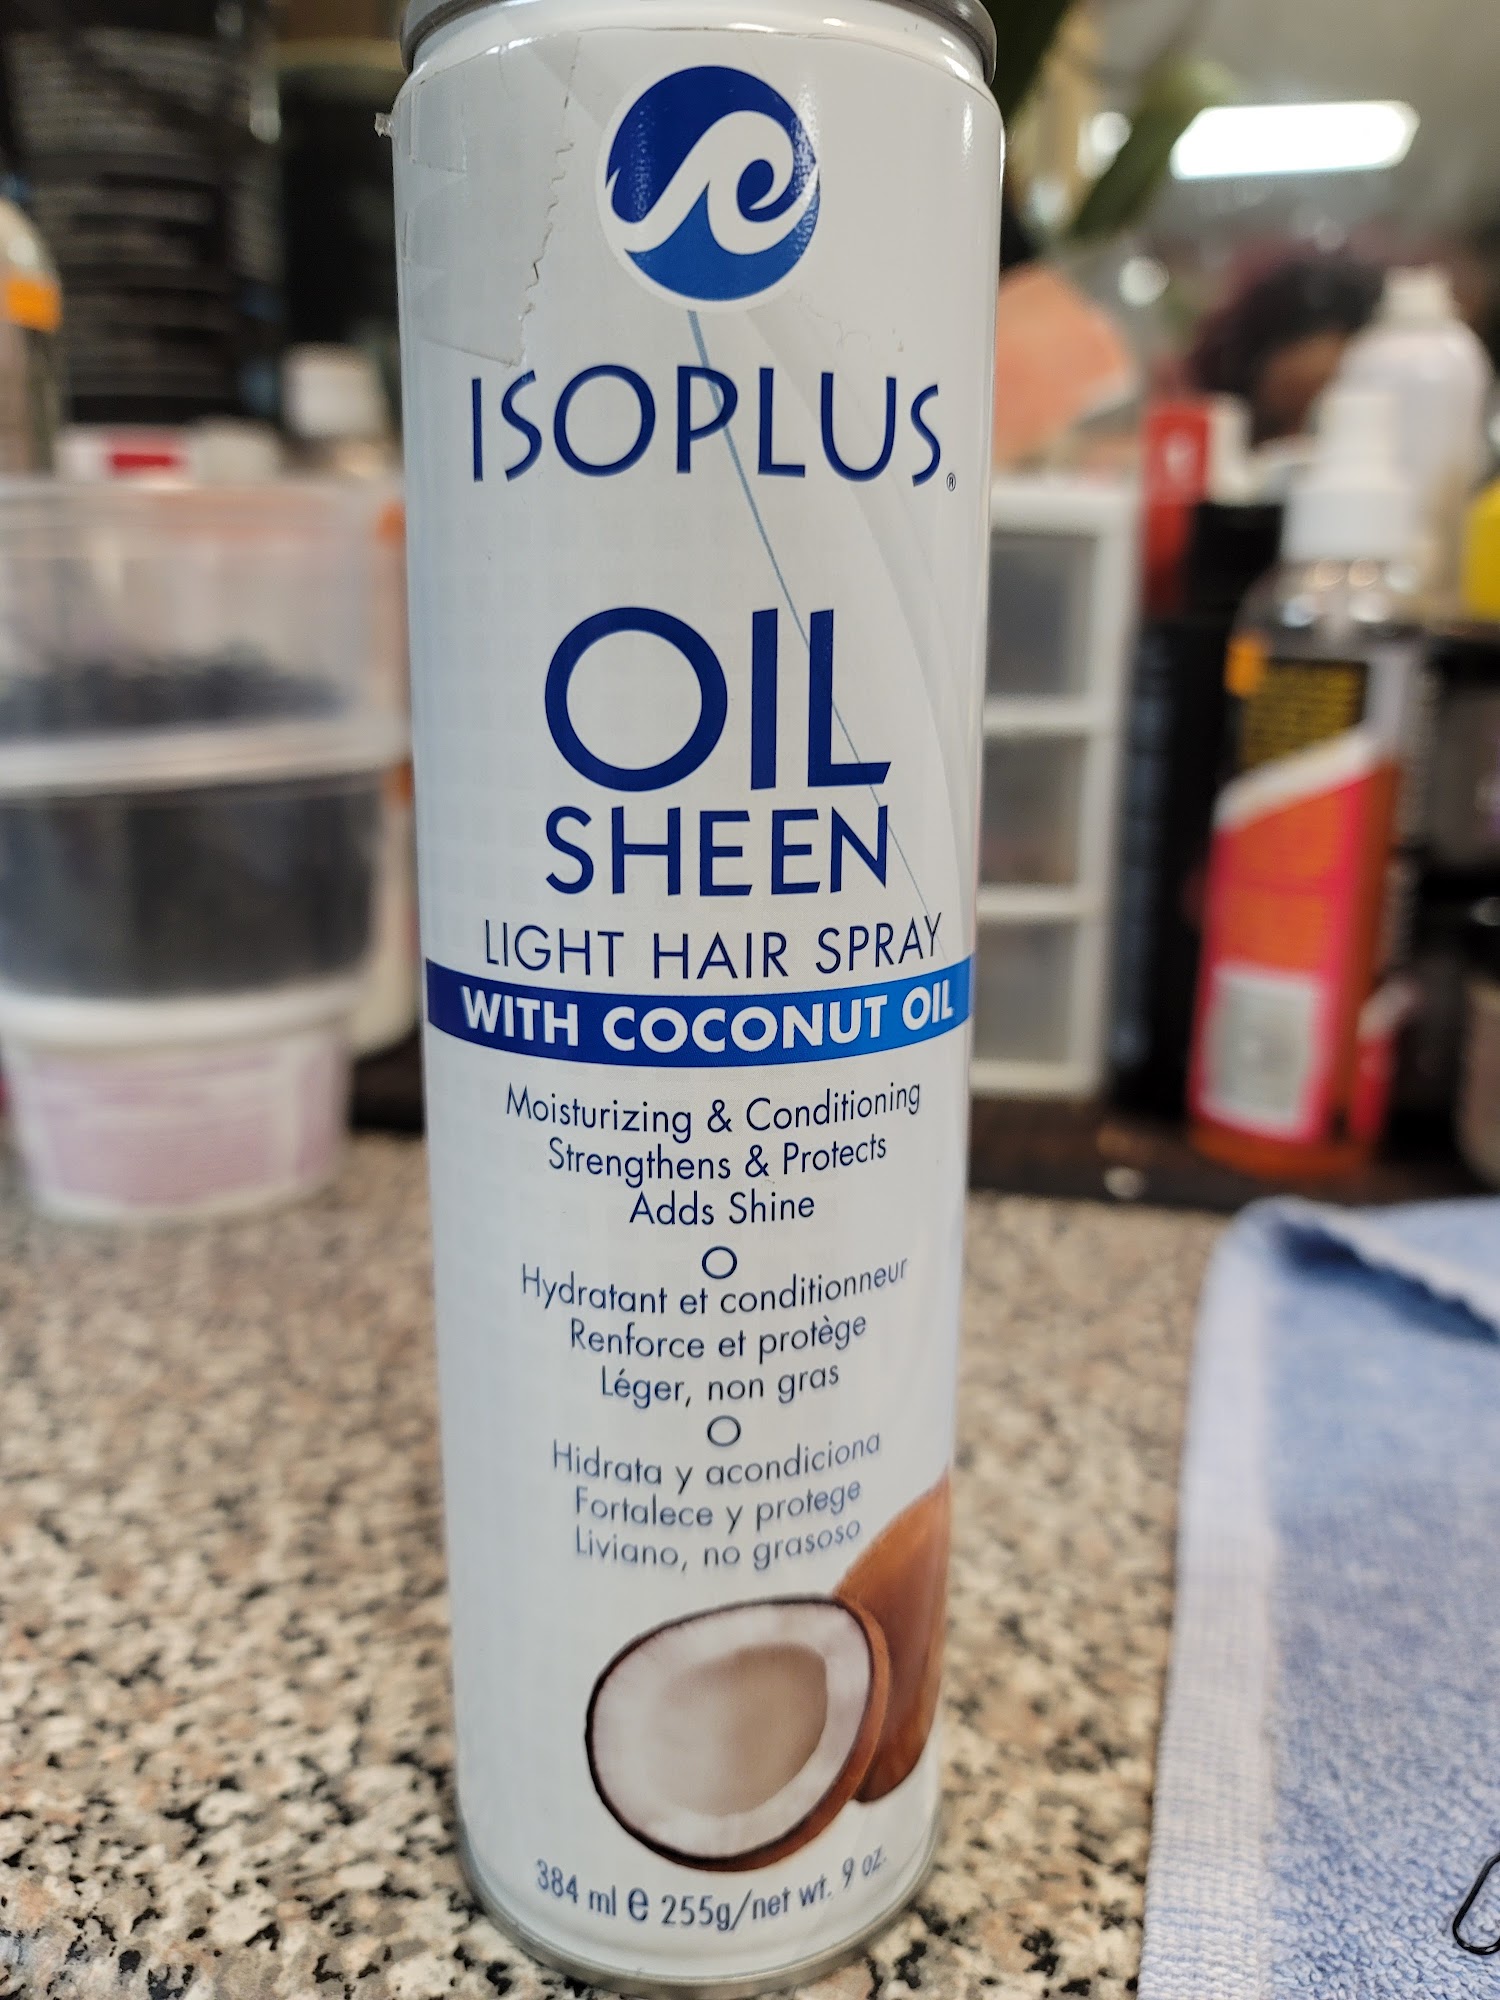 ISOPLUS®
OIL
SHEEN
LIGHT HAIR SPRAY
WITH COCONUT OIL
Moisturizing & Conditioning
Strengthens & Protects
Adds Shine
Hydratant et conditionneur
Renforce et protège
Léger, non gras
Hidrata y acondiciona
Fortalece y protege
Liviano, no grasoso
384 ml ℮ 255g/net wt. 9 oz.